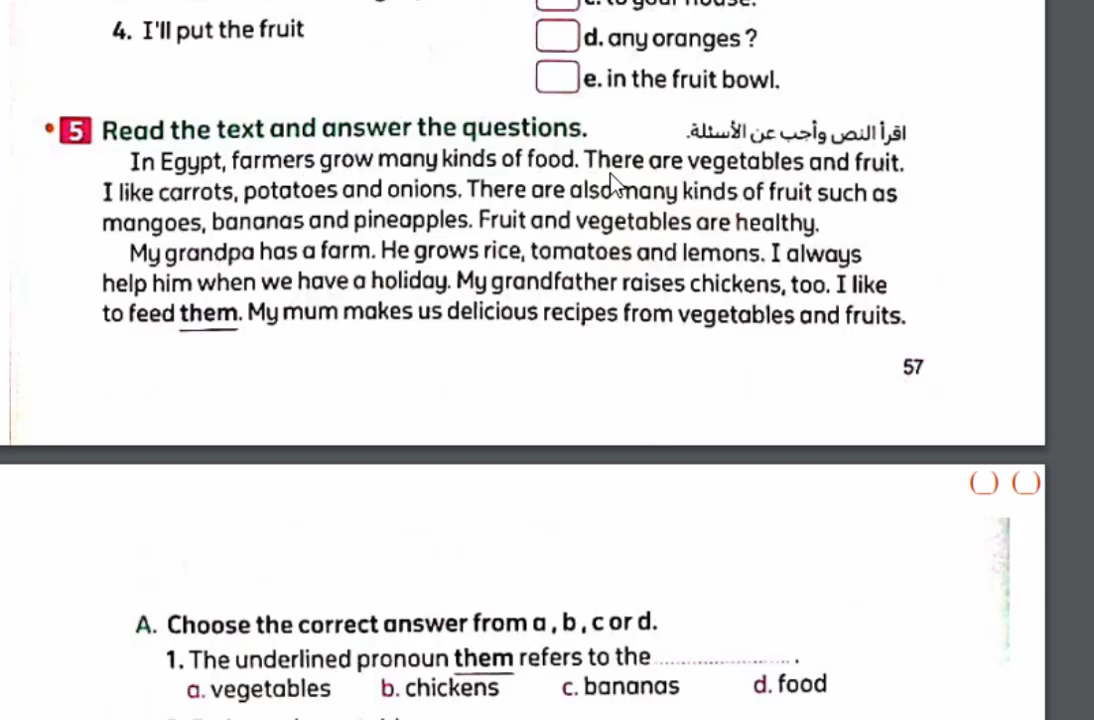 4. I'll put the fruit
d. any oranges ?
e. in the fruit bowl.
5 Read the text and answer the questions. اقرأ النص وأجب عن الأسئلة.
In Egypt, farmers grow many kinds of food. There are vegetables and fruit.
I like carrots, potatoes and onions. There are also many kinds of fruit such as
mangoes, bananas and pineapples. Fruit and vegetables are healthy.
My grandpa has a farm. He grows rice, tomatoes and lemons. I always
help him when we have a holiday. My grandfather raises chickens, too. I like
to feed them. My mum makes us delicious recipes from vegetables and fruits.
57
A. Choose the correct answer from a , b , c or d.
1. The underlined pronoun them refers to the .................... .
a. vegetables b. chickens c. bananas d. food